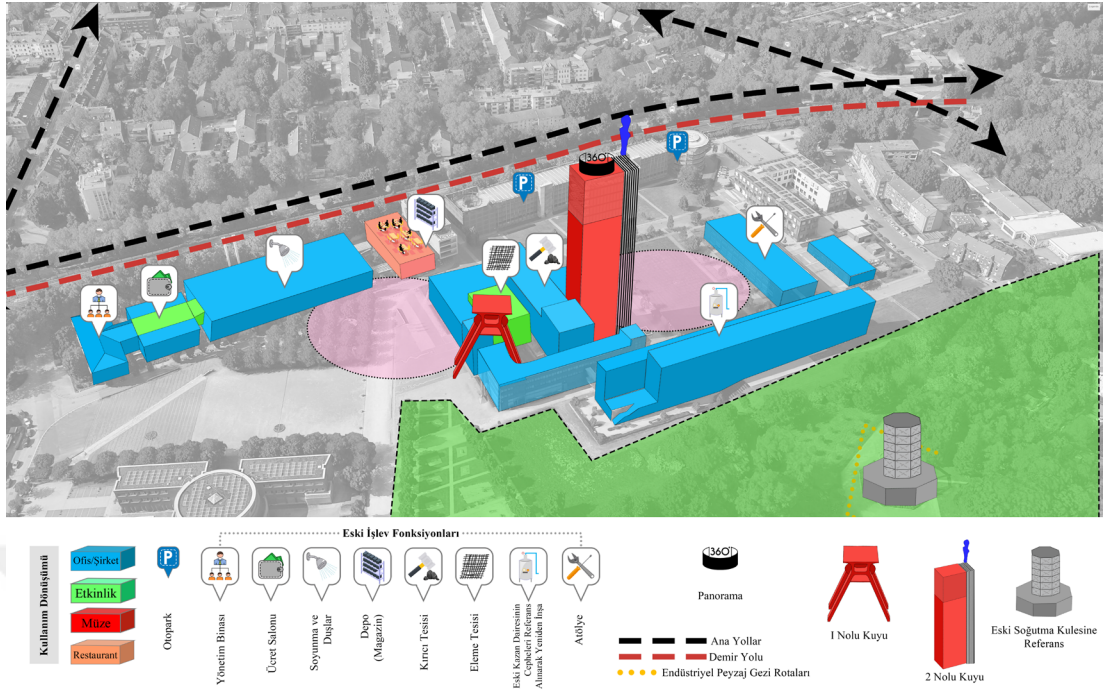 360°
P
P
Eski İşlev Fonksiyonları
Kullanım Dönüşümü
Ofis/Şirket
Etkinlik
Müze
Restaurant
P
Otopark
Yönetim Binası
Ücret Salonu
Soyunma ve
Duşlar
Depo
(Magazin)
Kırıcı Tesisi
Eleme Tesisi
Eski Kazan Dairesinin
Cepheleri Referans
Alınarak Yeniden İnşa
Atölye
360°
Panorama
Ana Yollar
Demir Yolu
Endüstriyel Peyzaj Gezi Rotaları
I Nolu Kuyu
2 Nolu Kuyu
Eski Soğutma Kulesine
Referans